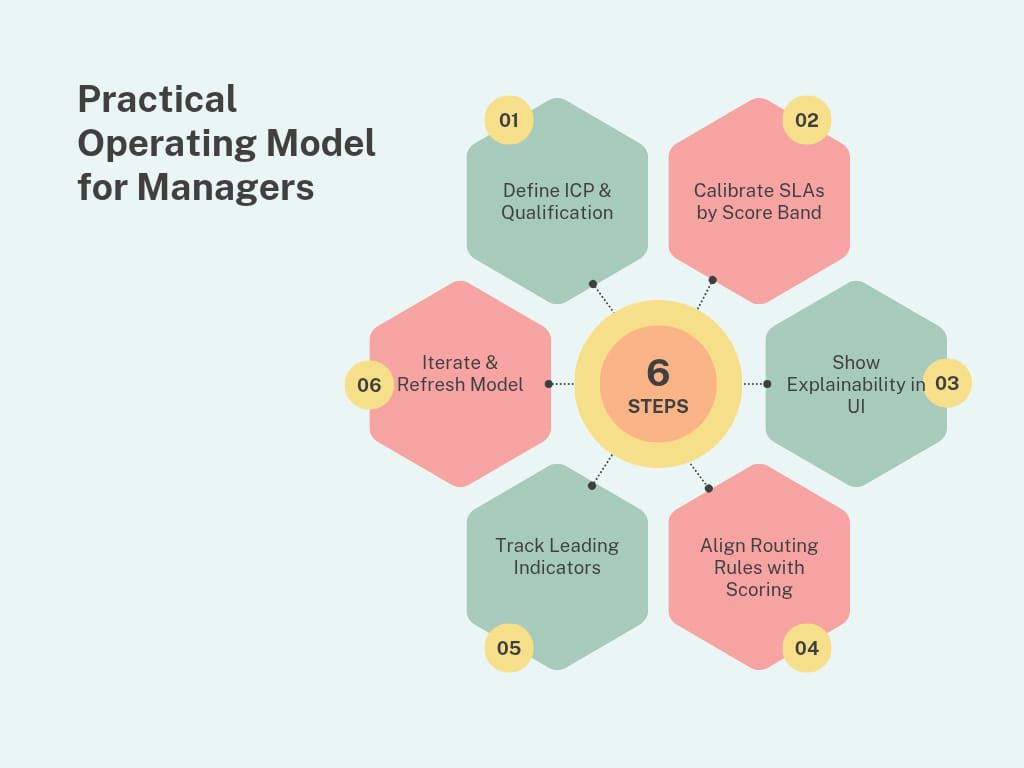 Practical
Operating Model
for Managers
01
Define ICP &
Qualification
02
Calibrate SLAs
by Score Band
03
Show
Explainability in
UI
04
Align Routing
Rules with
Scoring
05
Track Leading
Indicators
06
Iterate &
Refresh Model
6
STEPS